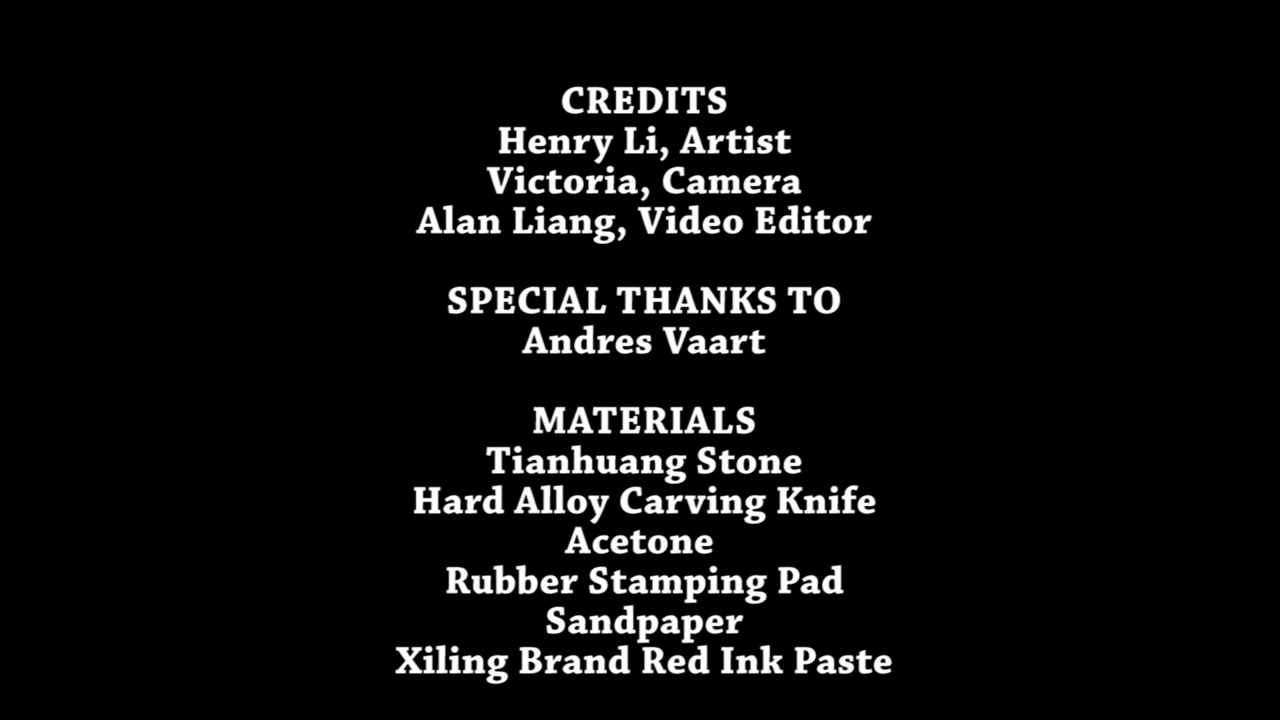 CREDITS
Henry Li, Artist
Victoria, Camera
Alan Liang, Video Editor
SPECIAL THANKS TO
Andres Vaart
MATERIALS
Tianhuang Stone
Hard Alloy Carving Knife
Acetone
Rubber Stamping Pad
Sandpaper
Xiling Brand Red Ink Paste